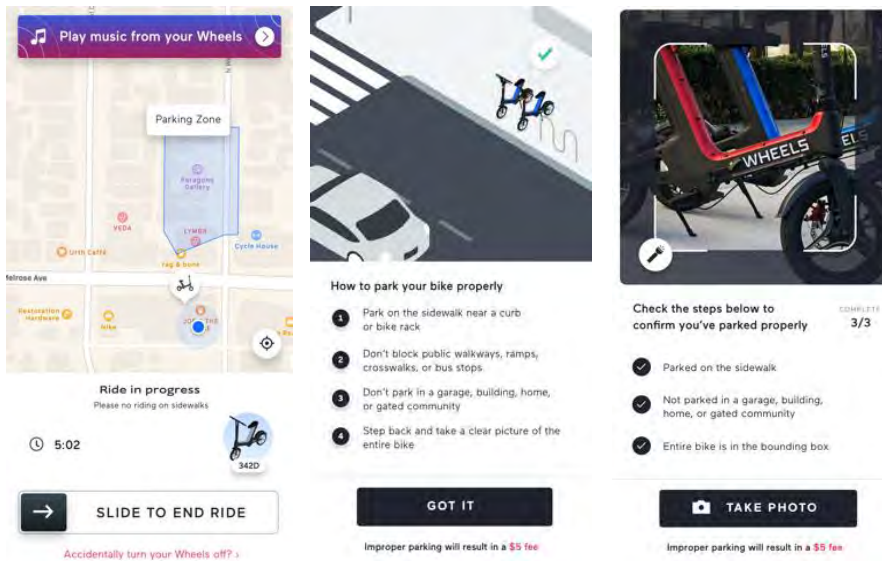 Play music from your Wheels
Parking Zone
Paragone
Gallery
VEDA
LYMBR
Urth Caffé
Cycle House
rag & bone
Melrose Ave
Restoration
Hardware
Nike
Ride in progress
Please no riding on sidewalks
5:02
342D
SLIDE TO END RIDE
Accidentally turn your Wheels off? ›
How to park your bike properly
1 Park on the sidewalk near a curb
or bike rack
2 Don't block public walkways, ramps,
crosswalks, or bus stops
3 Don't park in a garage, building, home,
or gated community
4 Step back and take a clear picture of the
entire bike
GOT IT
Improper parking will result in a $5 fee
WHEELS
ELS
Check the steps below to
confirm you've parked properly
COMPLETE
3/3
Parked on the sidewalk
Not parked in a garage, building,
home, or gated community
Entire bike is in the bounding box
TAKE PHOTO
Improper parking will result in a $5 fee